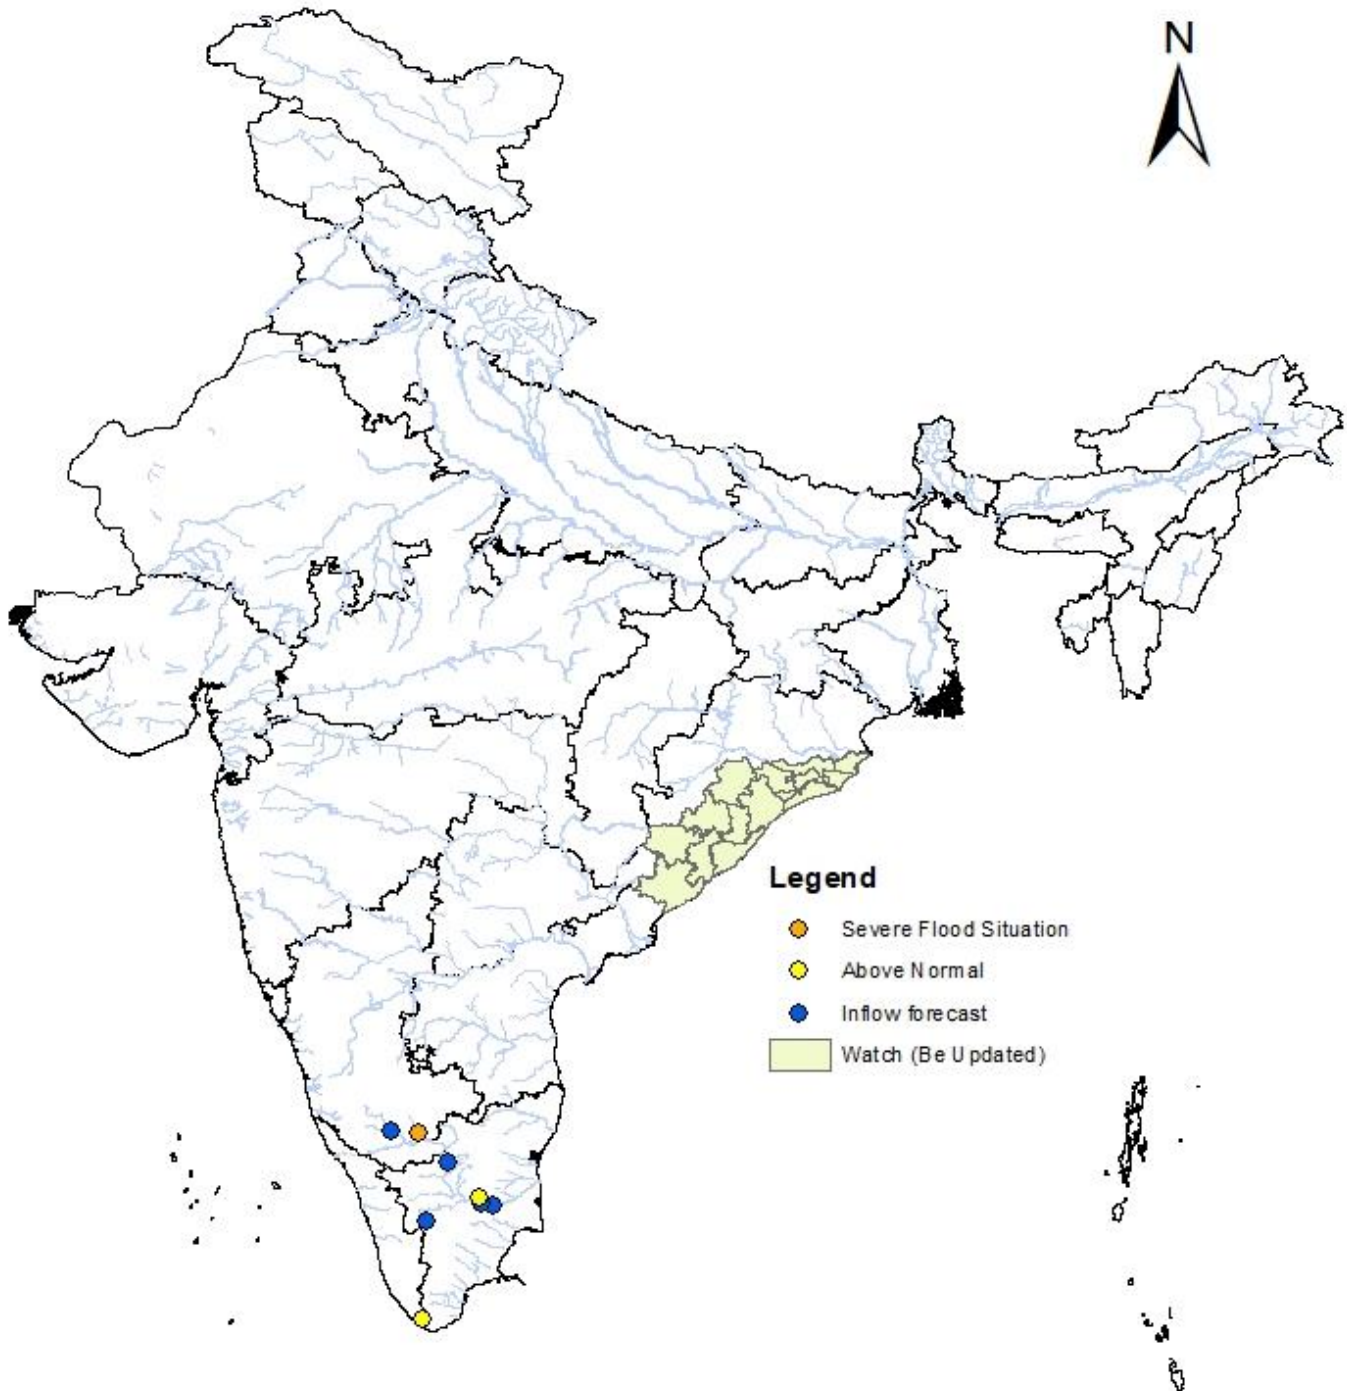 N
Legend
Severe Flood Situation
Above Normal
Inflow forecast
Watch (Be Updated)